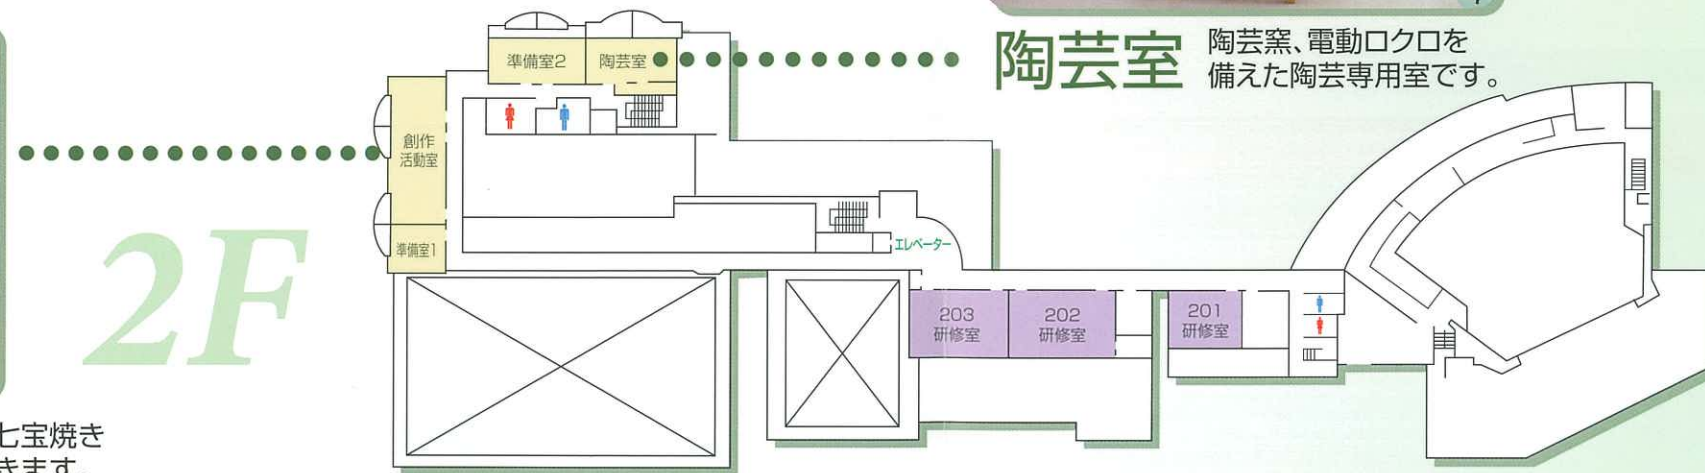 陶芸室
陶芸窯、電動ロクロを
備えた陶芸専用室です。
準備室2
陶芸室
創作
活動室
準備室1
エレベーター
2F
203
研修室
202
研修室
201
研修室
七宝焼き
きます。